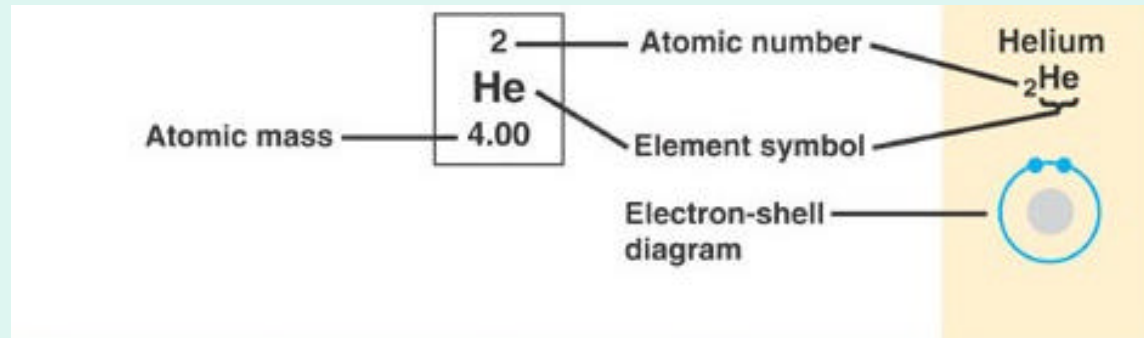 2
He
4.00
Atomic mass
Atomic number
Element symbol
Electron-shell
diagram
Helium
₂He